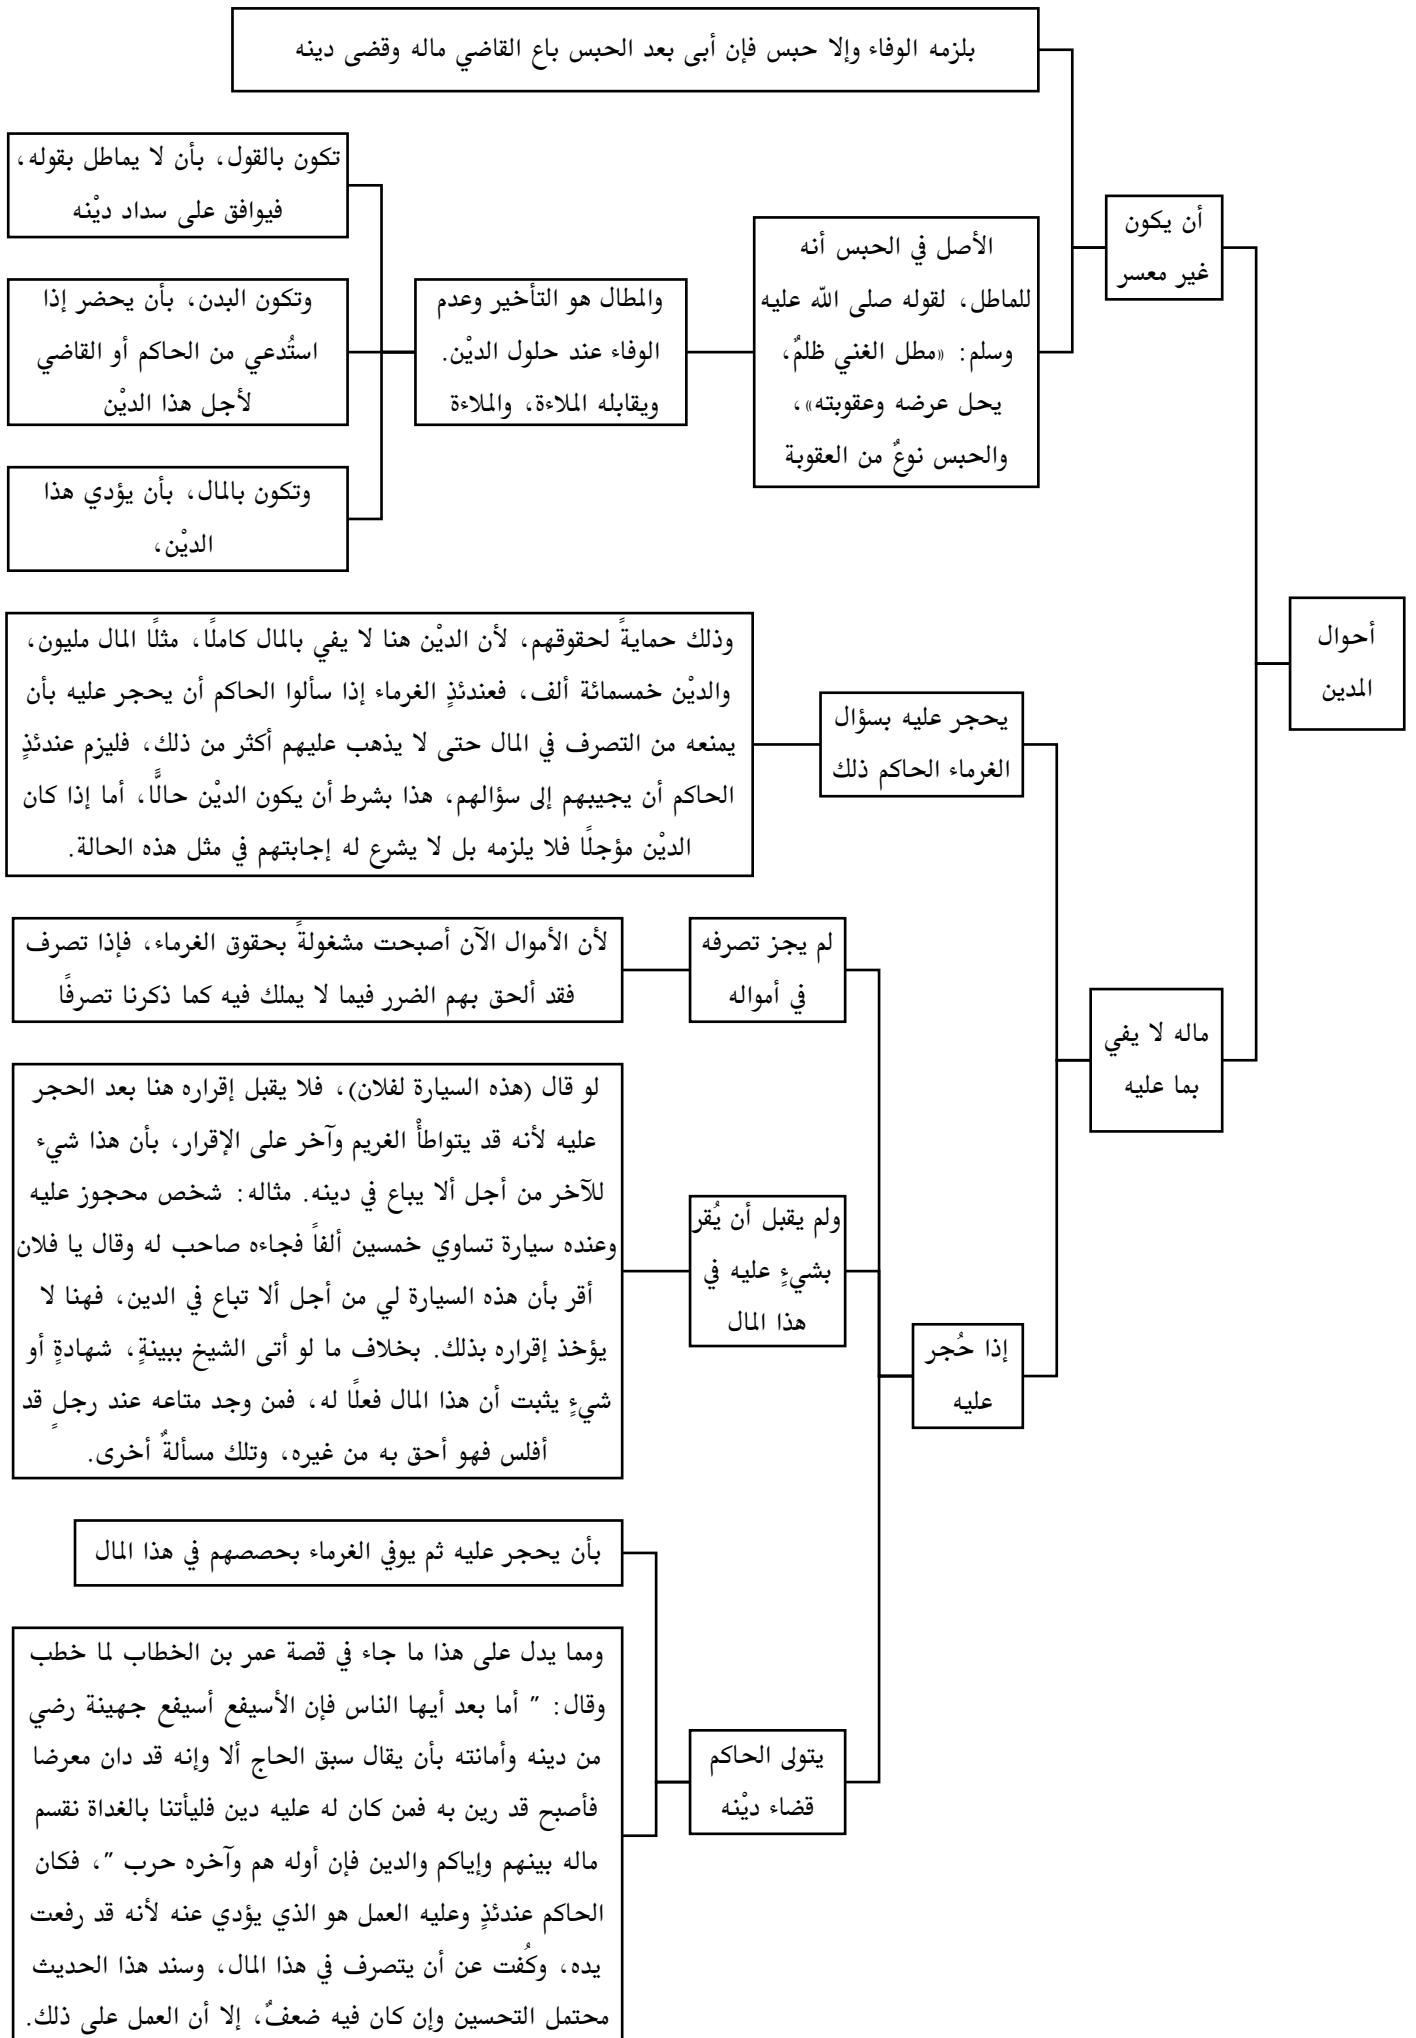 أحوال
المدين
أن يكون
غير معسر
بلزمه الوفاء وإلا حبس فإن أبى بعد الحبس باع القاضي ماله وقضى دينه
الأصل في الحبس أنه
للماطل، لقوله صلى الله عليه
وسلم: «مطل الغني ظلمٌ،
يحل عرضه وعقوبته»،
والحبس نوعٌ من العقوبة
والمطال هو التأخير وعدم
الوفاء عند حلول الديْن.
ويقابله الملاءة، والملاءة
تكون بالقول، بأن لا يماطل بقوله،
فيوافق على سداد ديْنه
وتكون البدن، بأن يحضر إذا
استُدعي من الحاكم أو القاضي
لأجل هذا الديْن
وتكون بالمال، بأن يؤدي هذا
الديْن،
ماله لا يفي
بما عليه
يحجر عليه بسؤال
الغرماء الحاكم ذلك
وذلك حمايةً لحقوقهم، لأن الديْن هنا لا يفي بالمال كاملًا، مثلًا المال مليون،
والديْن خمسمائة ألف، فعندئذٍ الغرماء إذا سألوا الحاكم أن يحجر عليه بأن
يمنعه من التصرف في المال حتى لا يذهب عليهم أكثر من ذلك، فليزم عندئذٍ
الحاكم أن يجيبهم إلى سؤالهم، هذا بشرط أن يكون الديْن حالًّا، أما إذا كان
الديْن مؤجلًا فلا يلزمه بل لا يشرع له إجابتهم في مثل هذه الحالة.
إذا حُجر
عليه
لم يجز تصرفه
في أمواله
لأن الأموال الآن أصبحت مشغولةً بحقوق الغرماء، فإذا تصرف
فقد ألحق بهم الضرر فيما لا يملك فيه كما ذكرنا تصرفًا
ولم يقبل أن يُقر
بشيءٍ عليه في
هذا المال
لو قال (هذه السيارة لفلان)، فلا يقبل إقراره هنا بعد الحجر
عليه لأنه قد يتواطأْ الغريم وآخر على الإقرار، بأن هذا شيء
للآخر من أجل ألا يباع في دينه. مثاله: شخص محجوز عليه
وعنده سيارة تساوي خمسين ألفاً فجاءه صاحب له وقال يا فلان
أقر بأن هذه السيارة لي من أجل ألا تباع في الدين، فهنا لا
يؤخذ إقراره بذلك. بخلاف ما لو أتى الشيخ ببينةٍ، شهادةٍ أو
شيءٍ يثبت أن هذا المال فعلًا له، فمن وجد متاعه عند رجلٍ قد
أفلس فهو أحق به من غيره، وتلك مسألةٌ أخرى.
يتولى الحاكم
قضاء ديْنه
بأن يحجر عليه ثم يوفي الغرماء بحصصهم في هذا المال
ومما يدل على هذا ما جاء في قصة عمر بن الخطاب لما خطب
وقال: " أما بعد أيها الناس فإن الأسيفع أسيفع جهينة رضي
من دينه وأمانته بأن يقال سبق الحاج ألا وإنه قد دان معرضا
فأصبح قد رين به فمن كان له عليه دين فليأتنا بالغداة نقسم
ماله بينهم وإياكم والدين فإن أوله هم وآخره حرب "، فكان
الحاكم عندئذٍ وعليه العمل هو الذي يؤدي عنه لأنه قد رفعت
يده، وكُفت عن أن يتصرف في هذا المال، وسند هذا الحديث
محتمل التحسين وإن كان فيه ضعفٌ، إلا أن العمل على ذلك.